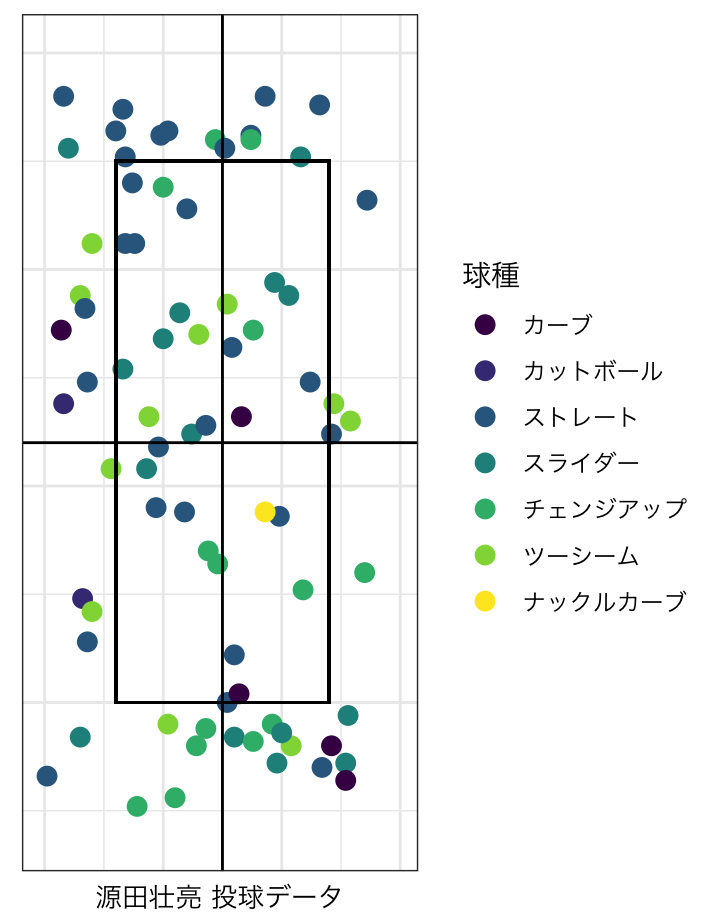 球種
カーブ
カットボール
ストレート
スライダー
チェンジアップ
ツーシーム
ナックルカーブ
源田壮亮 投球データ